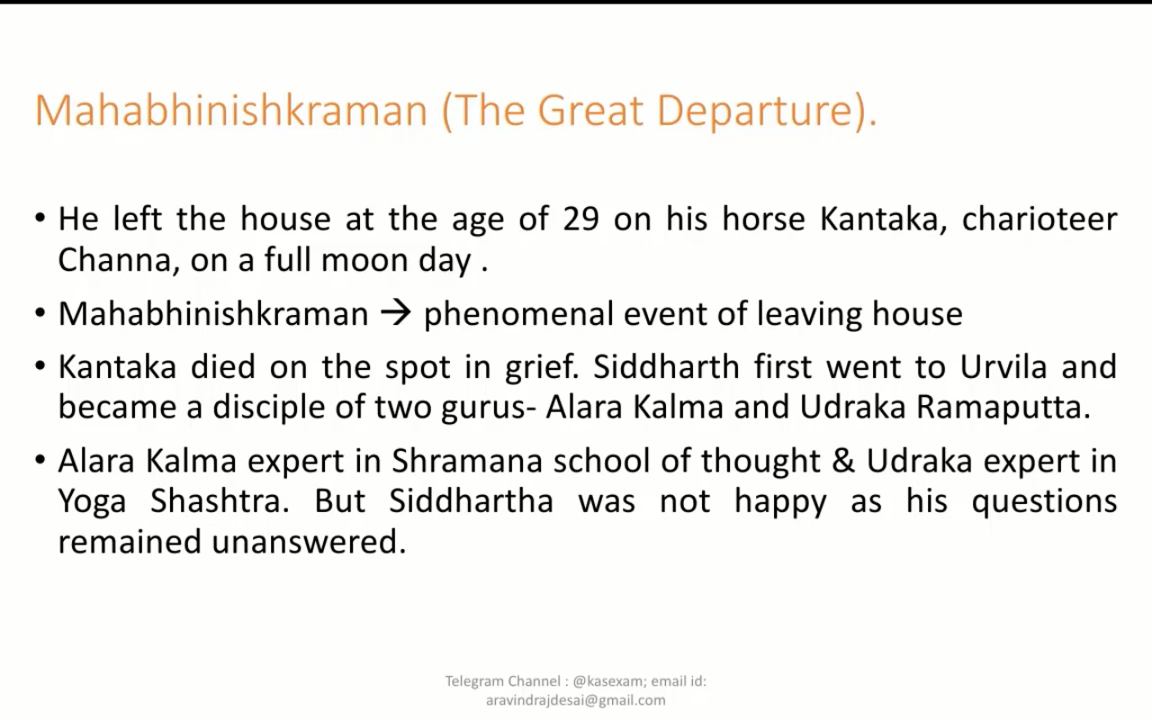 Mahabhinishkraman (The Great Departure).
• He left the house at the age of 29 on his horse Kantaka, charioteer
Channa, on a full moon day .
• Mahabhinishkraman → phenomenal event of leaving house
• Kantaka died on the spot in grief. Siddharth first went to Urvila and
became a disciple of two gurus- Alara Kalma and Udraka Ramaputta.
• Alara Kalma expert in Shramana school of thought & Udraka expert in
Yoga Shashtra. But Siddhartha was not happy as his questions
remained unanswered.
Telegram Channel : @kasexam; email id:
aravindrajdesai@gmail.com